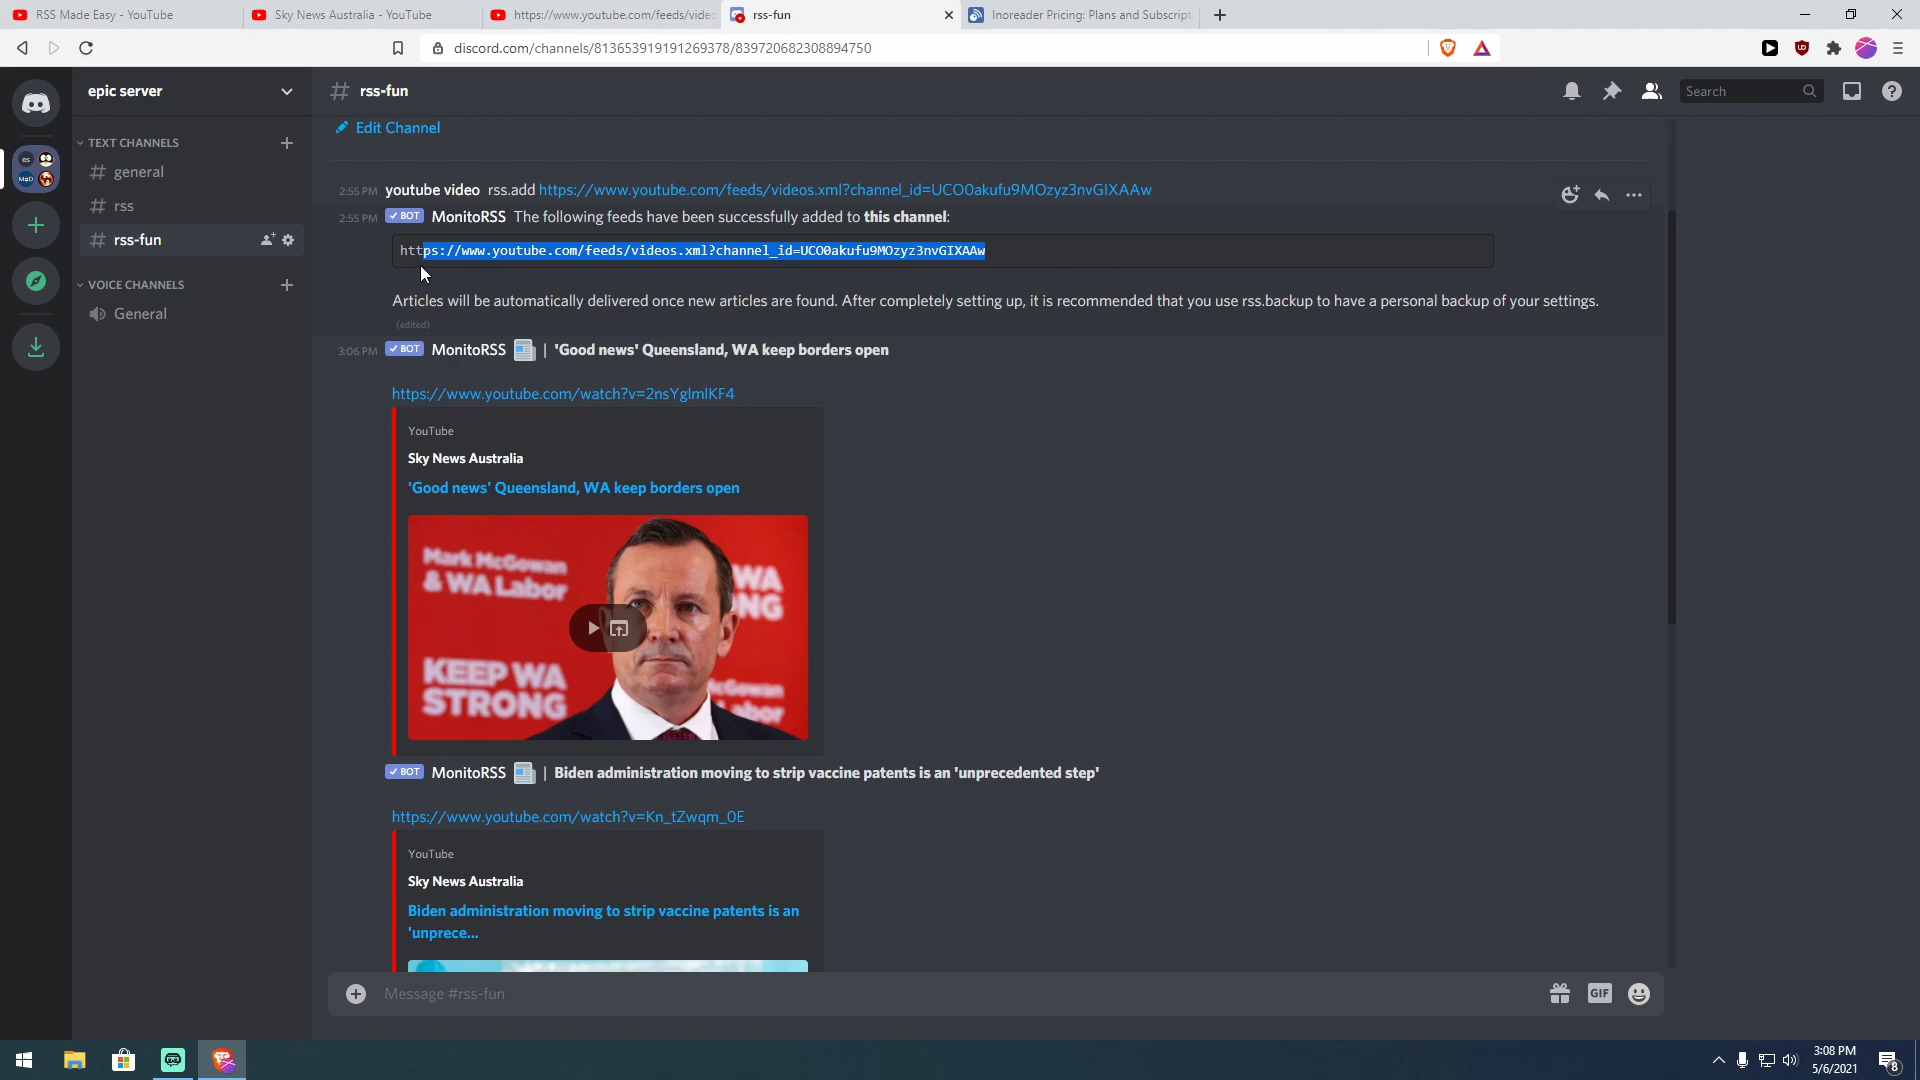 RSS Made Easy - YouTube
Sky News Australia - YouTube
https://www.youtube.com/feeds/vide
rss-fun
Inoreader Pricing: Plans and Subscript
discord.com/channels/813653919191269378/839720682308894750
epic server
# rss-fun
Search
Edit Channel
TEXT CHANNELS
# general
# rss
# rss-fun
VOICE CHANNELS
General
2:55 PM youtube video rss.add https://www.youtube.com/feeds/videos.xml?channel_id=UCO0akufu9MOzyz3nvGIXAAw
2:55 PM BOT MonitoRSS The following feeds have been successfully added to this channel:
https://www.youtube.com/feeds/videos.xml?channel_id=UCO0akufu9MOzyz3nvGIXAAw
Articles will be automatically delivered once new articles are found. After completely setting up, it is recommended that you use rss.backup to have a personal backup of your settings.
(edited)
3:06 PM BOT MonitoRSS | 'Good news' Queensland, WA keep borders open
https://www.youtube.com/watch?v=2nsYglmlKF4
YouTube
Sky News Australia
'Good news' Queensland, WA keep borders open
Mark McGowan
& WA Labor
WA
STRONG
KEEP WA
STRONG
McGowan
Labor
BOT MonitoRSS | Biden administration moving to strip vaccine patents is an 'unprecedented step'
https://www.youtube.com/watch?v=Kn_tZwqm_0E
YouTube
Sky News Australia
Biden administration moving to strip vaccine patents is an
'unprece...
Message #rss-fun
GIF
3:08 PM
5/6/2021
8